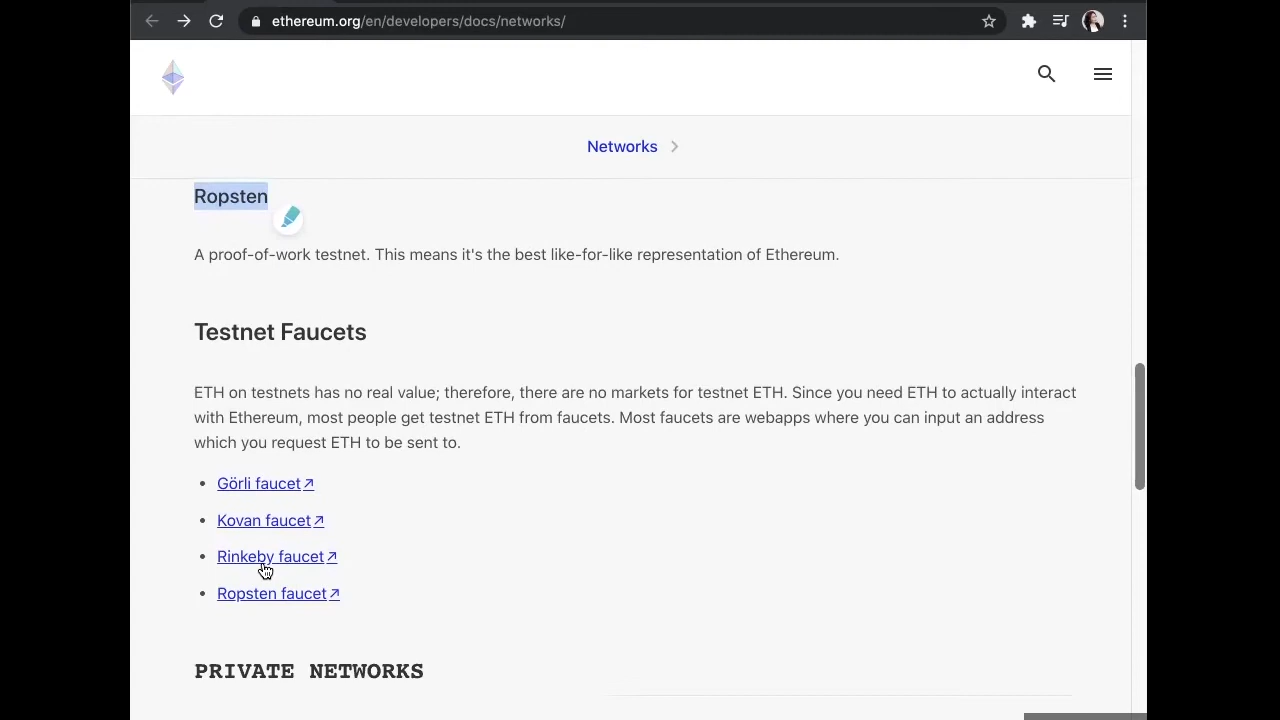 ethereum.org/en/developers/docs/networks/
Networks
Ropsten
A proof-of-work testnet. This means it's the best like-for-like representation of Ethereum.
Testnet Faucets
ETH on testnets has no real value; therefore, there are no markets for testnet ETH. Since you need ETH to actually interact
with Ethereum, most people get testnet ETH from faucets. Most faucets are webapps where you can input an address
which you request ETH to be sent to.
• Görli faucet↗
• Kovan faucet↗
• Rinkeby faucet↗
• Ropsten faucet↗
PRIVATE NETWORKS